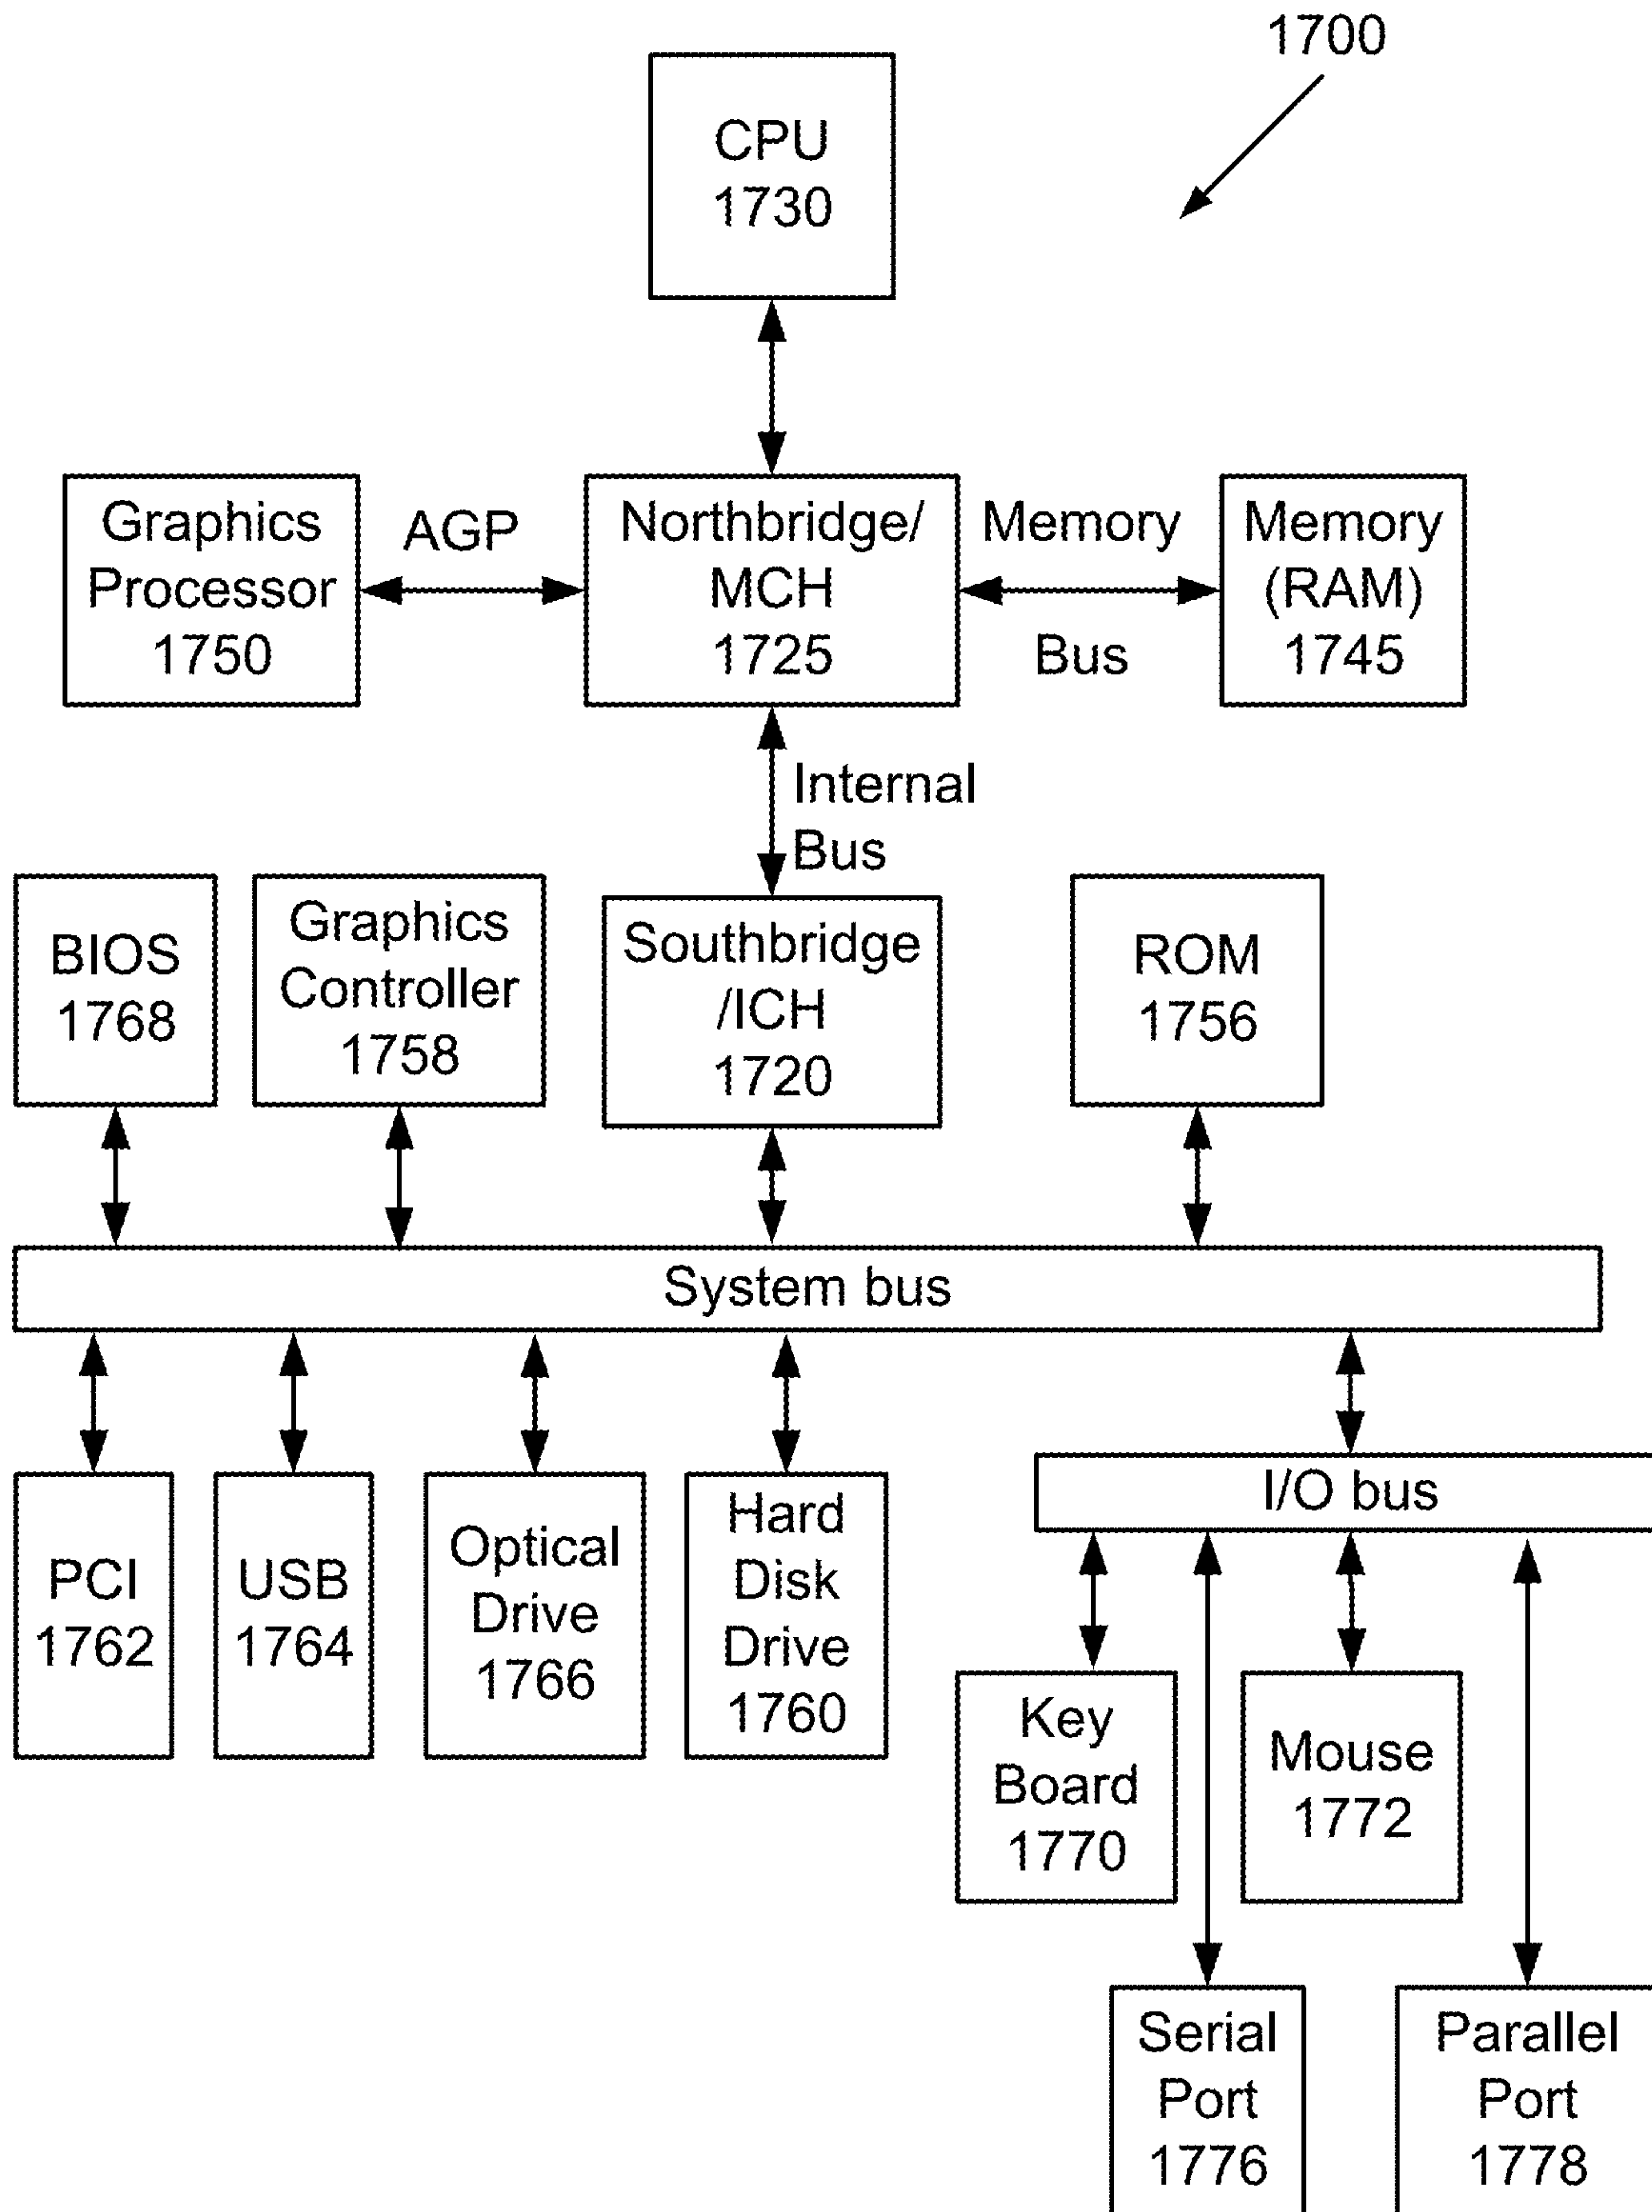 1700
CPU
1730
Graphics
Processor
1750
AGP
Northbridge/
MCH
1725
Memory
Bus
Memory
(RAM)
1745
Internal
Bus
BIOS
1768
Graphics
Controller
1758
Southbridge
/ICH
1720
ROM
1756
System bus
PCI
1762
USB
1764
Optical
Drive
1766
Hard
Disk
Drive
1760
I/O bus
Key
Board
1770
Mouse
1772
Serial
Port
1776
Parallel
Port
1778